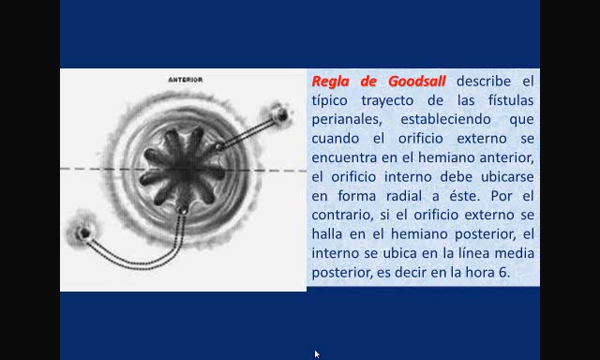 ANTERIOR
Regla de Goodsall describe el
típico trayecto de las fístulas
perianales, estableciendo que
cuando el orificio externo se
encuentra en el hemiano anterior,
el orificio interno debe ubicarse
en forma radial a éste. Por el
contrario, si el orificio externo se
halla en el hemiano posterior, el
interno se ubica en la línea media
posterior, es decir en la hora 6.